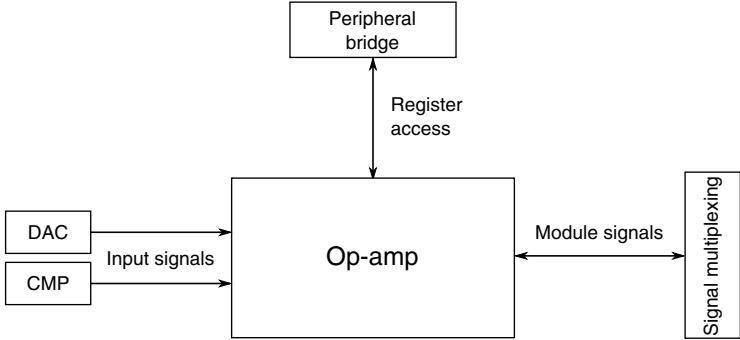 Peripheral
bridge
Register
access
DAC
Input signals
CMP
Op-amp
Module signals
Signal multiplexing